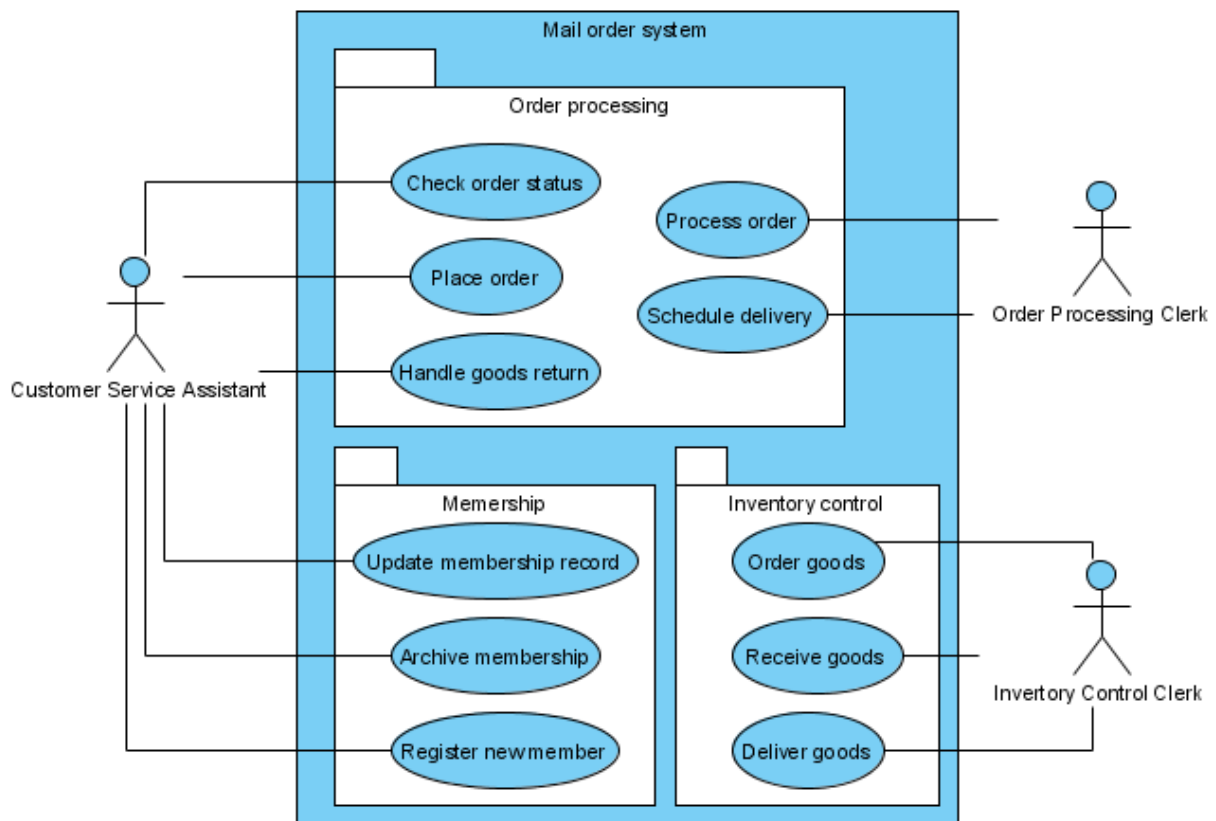 Mail order system
Order processing
Check order status
Process order
Place order
Schedule delivery
Order Processing Clerk
Handle goods return
Customer Service Assistant
Memership
Inventory control
Update membership record
Order goods
Archive membership
Receive goods
Invertory Control Clerk
Register new member
Deliver goods